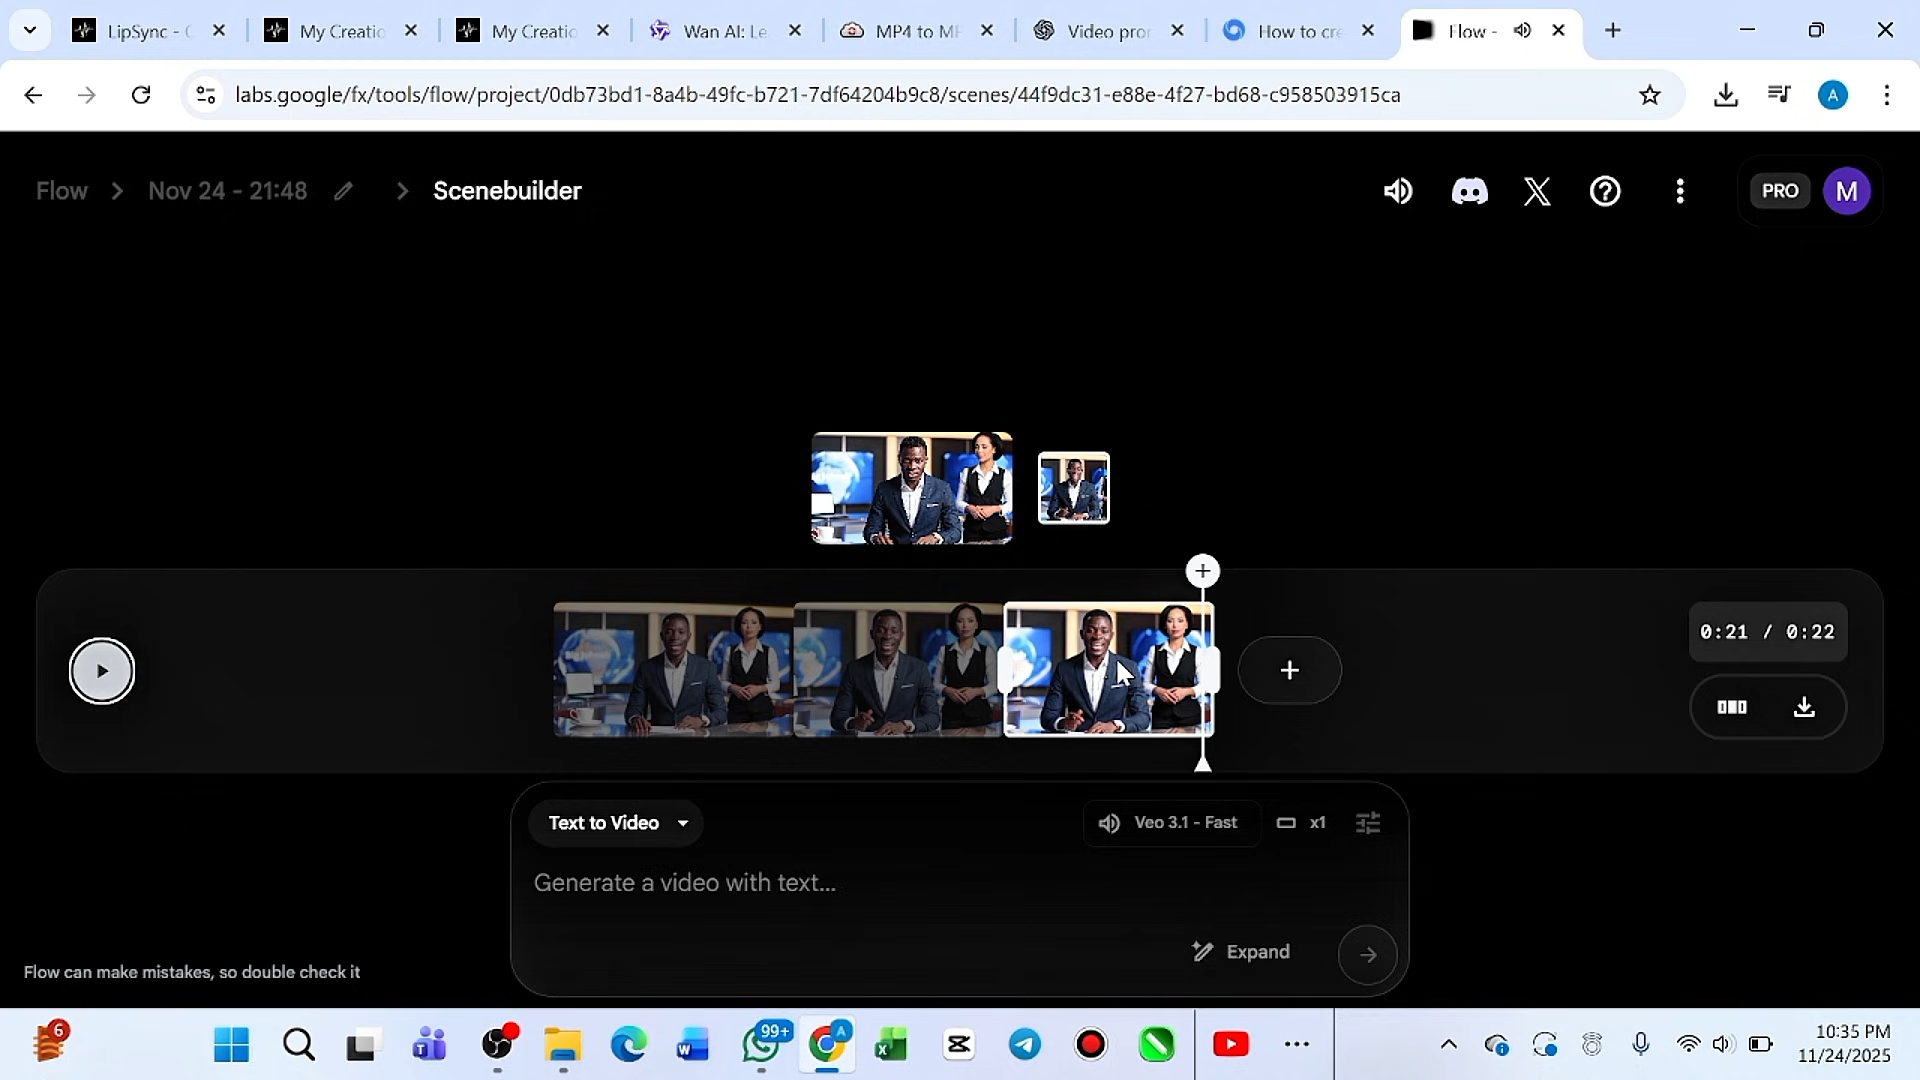 LipSync -
My Creatio
My Creatio
Wan AI: Le
MP4 to MP
Video pron
How to cre
Flow -
labs.google/fx/tools/flow/project/0db73bd1-8a4b-49fc-b721-7df64204b9c8/scenes/44f9dc31-e88e-4f27-bd68-c958503915ca
A
Flow
Nov 24 - 21:48
Scenebuilder
PRO
M
0:21 / 0:22
Text to Video
Veo 3.1 - Fast
x1
Generate a video with text...
Expand
Flow can make mistakes, so double check it
6
99+
A
10:35 PM
11/24/2025